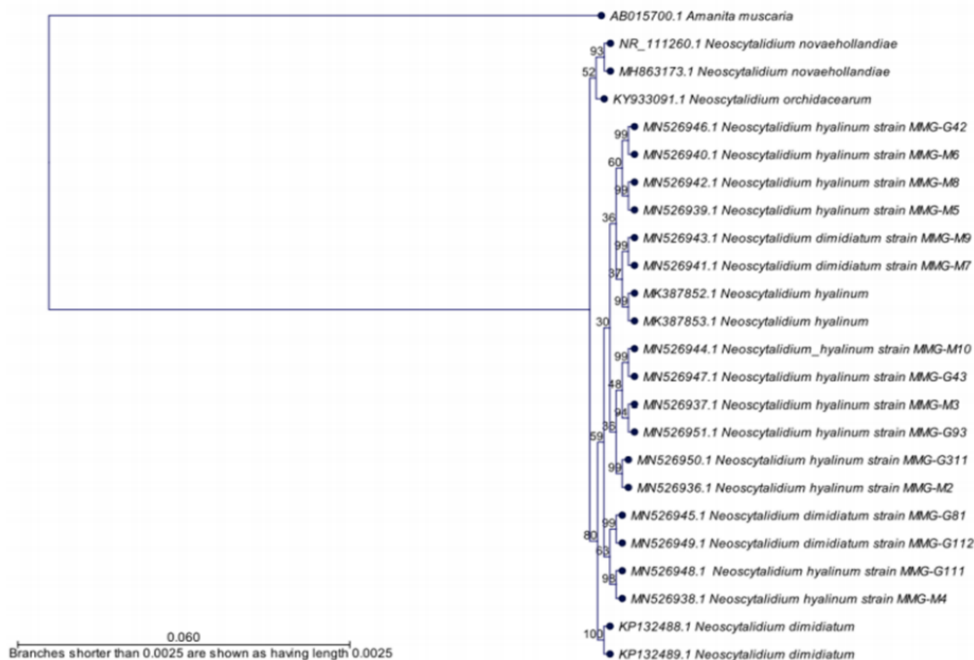 AB015700.1 Amanita muscaria
NR_111260.1 Neoscytalidium novaehollandiae
93
MH863173.1 Neoscytalidium novaehollandiae
52
KY933091.1 Neoscytalidium orchidacearum
MN526946.1 Neoscytalidium hyalinum strain MMG-G42
99
MN526940.1 Neoscytalidium hyalinum strain MMG-M6
60
MN526942.1 Neoscytalidium hyalinum strain MMG-M8
99
MN526939.1 Neoscytalidium hyalinum strain MMG-M5
36
MN526943.1 Neoscytalidium dimidiatum strain MMG-M9
99
MN526941.1 Neoscytalidium dimidiatum strain MMG-M7
37
MK387852.1 Neoscytalidium hyalinum
99
MK387853.1 Neoscytalidium hyalinum
30
MN526944.1 Neoscytalidium_hyalinum strain MMG-M10
99
MN526947.1 Neoscytalidium hyalinum strain MMG-G43
48
MN526937.1 Neoscytalidium hyalinum strain MMG-M3
94
MN526951.1 Neoscytalidium hyalinum strain MMG-G93
36
59
MN526950.1 Neoscytalidium hyalinum strain MMG-G311
99
MN526936.1 Neoscytalidium hyalinum strain MMG-M2
MN526945.1 Neoscytalidium dimidiatum strain MMG-G81
99
80
MN526949.1 Neoscytalidium dimidiatum strain MMG-G112
63
MN526948.1 Neoscytalidium hyalinum strain MMG-G111
98
MN526938.1 Neoscytalidium hyalinum strain MMG-M4
KP132488.1 Neoscytalidium dimidiatum
100
KP132489.1 Neoscytalidium dimidiatum
0.060
Branches shorter than 0.0025 are shown as having length 0.0025